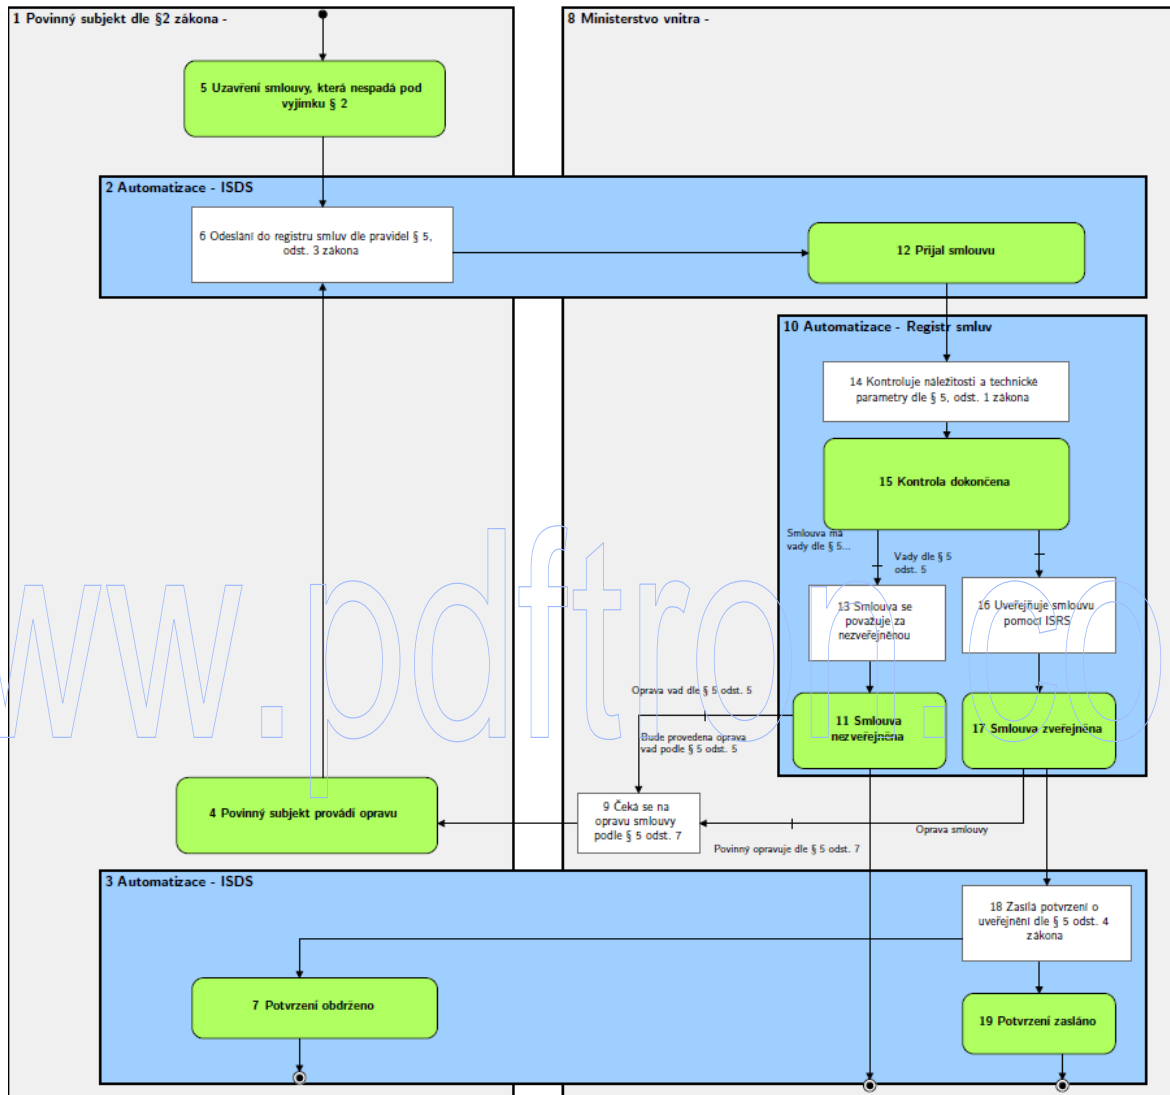 1 Povinný subjekt dle §2 zákona -
8 Ministerstvo vnitra -
5 Uzavření smlouvy, která nespadá pod
vyjímku § 2
2 Automatizace - ISDS
6 Odeslání do registru smluv dle pravidel § 5,
odst. 3 zákona
12 Přijal smlouvu
10 Automatizace - Registr smluv
14 Kontroluje náležitosti a technické
parametry dle § 5, odst. 1 zákona
15 Kontrola dokončena
Smlouva má
vady dle § 5...
Vady dle § 5
odst. 5
13 Smlouva se
považuje za
nezveřejněnou
16 Uveřejňuje smlouvu
pomocí ISRS
www.pdftron.co
Oprava vad dle § 5 odst. 5
11 Smlouva
nezveřejněna
17 Smlouva zveřejněna
Bude provedena oprava
vad podle § 5 odst. 5
4 Povinný subjekt provádí opravu
9 Čeká se na
opravu smlouvy
podle § 5 odst. 7
Oprava smlouvy
Povinný opravuje dle § 5 odst. 7
3 Automatizace - ISDS
18 Zasílá potvrzení o
uveřejnění dle § 5 odst. 4
zákona
7 Potvrzení obdrženo
19 Potvrzení zasláno